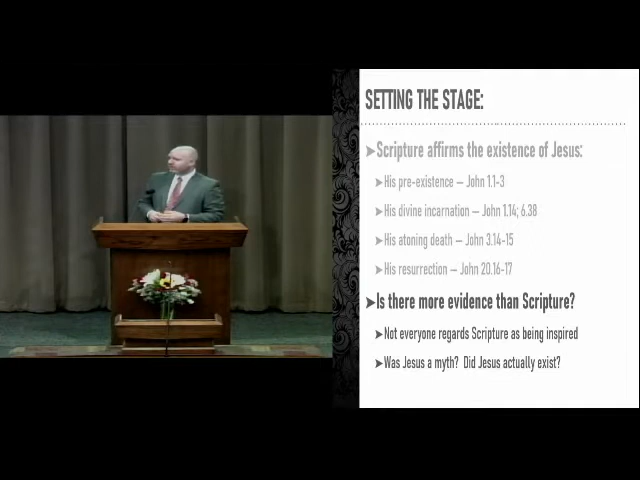 SETTING THE STAGE:
➤Scripture affirms the existence of Jesus:
➤His pre-existence – John 1.1-3
➤His divine incarnation – John 1.14; 6.38
➤His atoning death – John 3.14-15
➤His resurrection – John 20.16-17
➤Is there more evidence than Scripture?
➤Not everyone regards Scripture as being inspired
➤Was Jesus a myth? Did Jesus actually exist?